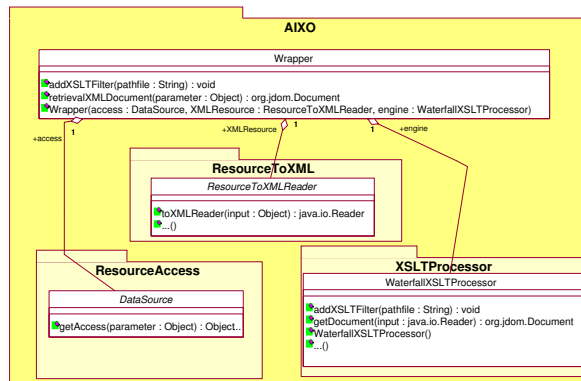 AIXO
Wrapper
addXSLTFilter(pathfile : String) : void
retrievalXMLDocument(parameter : Object) : org.jdom.Document
Wrapper(access : DataSource, XMLResource : ResourceToXMLReader, engine : WaterfallXSLTProcessor)
+access
1
+XMLResource
1
1
+engine
ResourceToXML
ResourceToXMLReader
toXMLReader(input : Object) : java.io.Reader
...()
ResourceAccess
DataSource
getAccess(parameter : Object) : Object..
XSLTProcessor
WaterfallXSLTProcessor
addXSLTFilter(pathfile : String) : void
getDocument(input : java.io.Reader) : org.jdom.Document
WaterfallXSLTProcessor()
...()